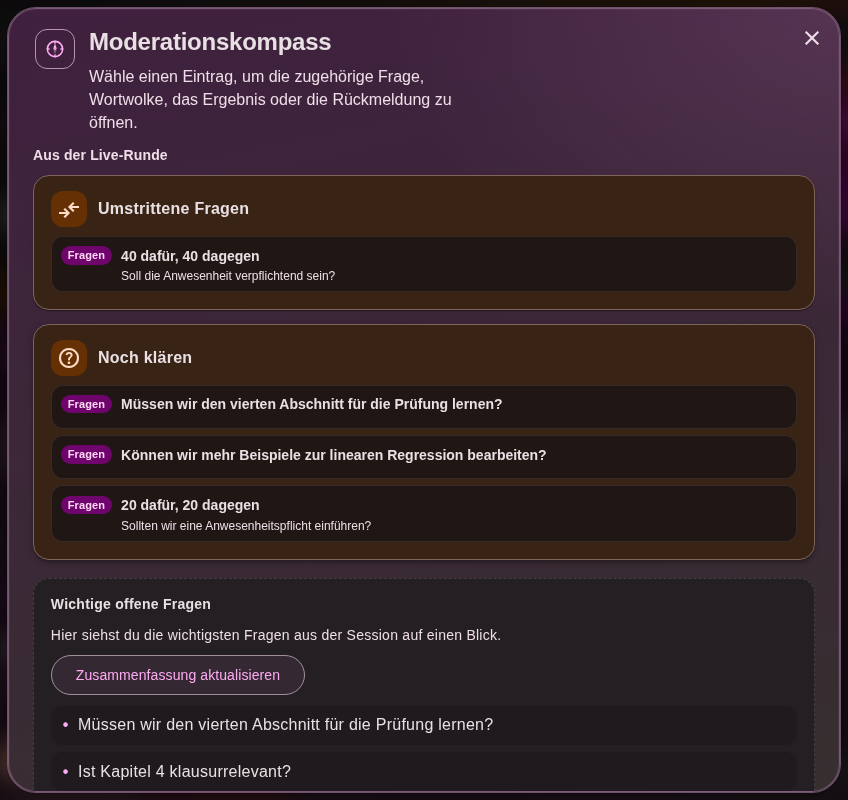 Moderationskompass
Wähle einen Eintrag, um die zugehörige Frage,
Wortwolke, das Ergebnis oder die Rückmeldung zu
öffnen.
Aus der Live-Runde
Umstrittene Fragen
Fragen
40 dafür, 40 dagegen
Soll die Anwesenheit verpflichtend sein?
Noch klären
Fragen
Müssen wir den vierten Abschnitt für die Prüfung lernen?
Fragen
Können wir mehr Beispiele zur linearen Regression bearbeiten?
Fragen
20 dafür, 20 dagegen
Sollten wir eine Anwesenheitspflicht einführen?
Wichtige offene Fragen
Hier siehst du die wichtigsten Fragen aus der Session auf einen Blick.
Zusammenfassung aktualisieren
• Müssen wir den vierten Abschnitt für die Prüfung lernen?
• Ist Kapitel 4 klausurrelevant?